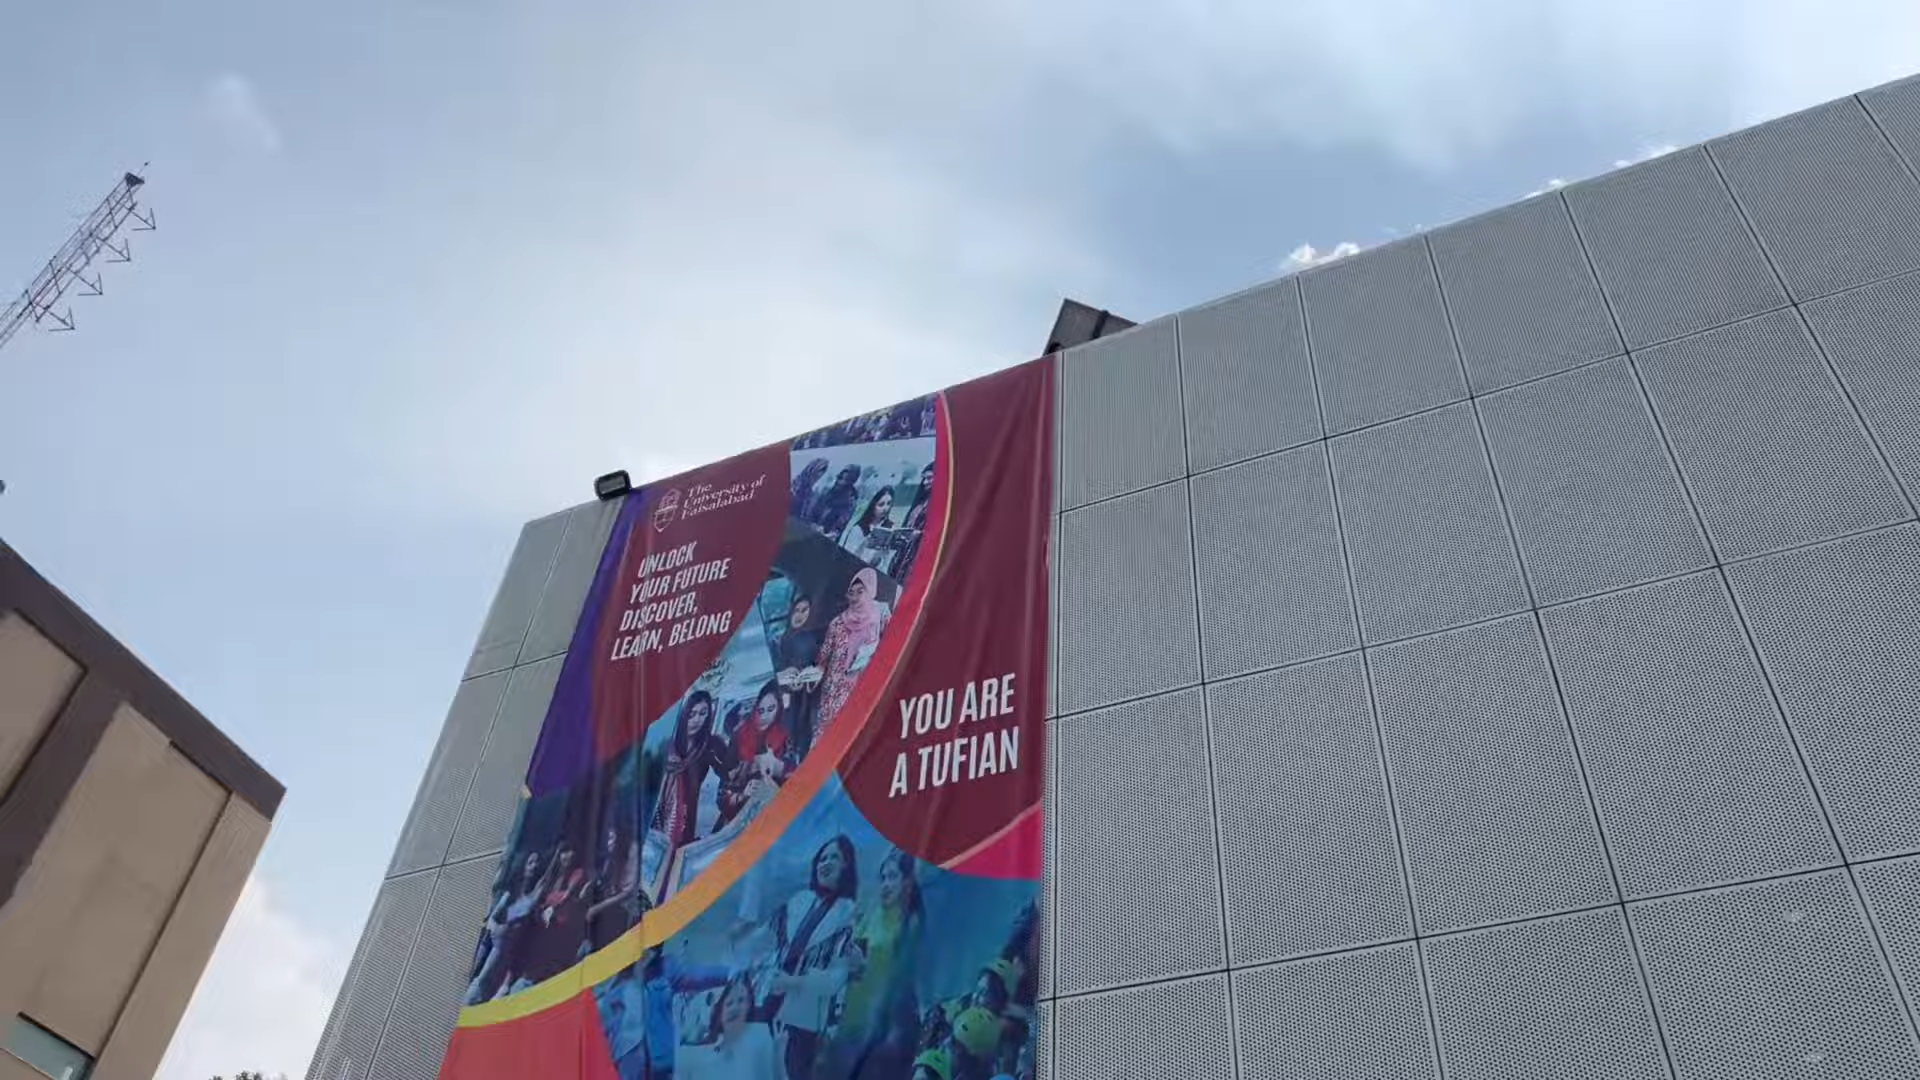 The
University of
Faisalabad
UNLOCK
YOUR FUTURE
DISCOVER,
LEARN, BELONG
YOU ARE
A TUFIAN